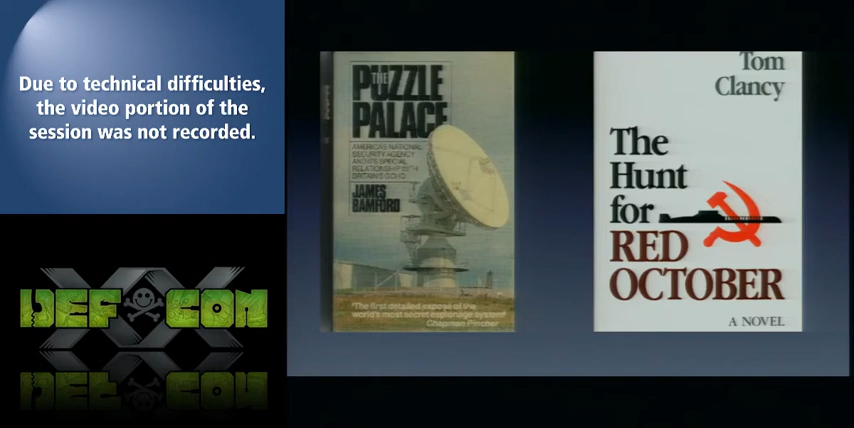 Due to technical difficulties,
the video portion of the
session was not recorded.
DEF CON
XX
THE
PUZZLE
PALACE
AMERICA'S NATIONAL
SECURITY AGENCY
AND ITS SPECIAL
RELATIONSHIP WITH
BRITAIN'S GCHQ
JAMES
BAMFORD
'The first detailed exposé of the
world's most secret espionage system'
Chapman Pincher
Tom
Clancy
The
Hunt
for
RED
OCTOBER
A NOVEL